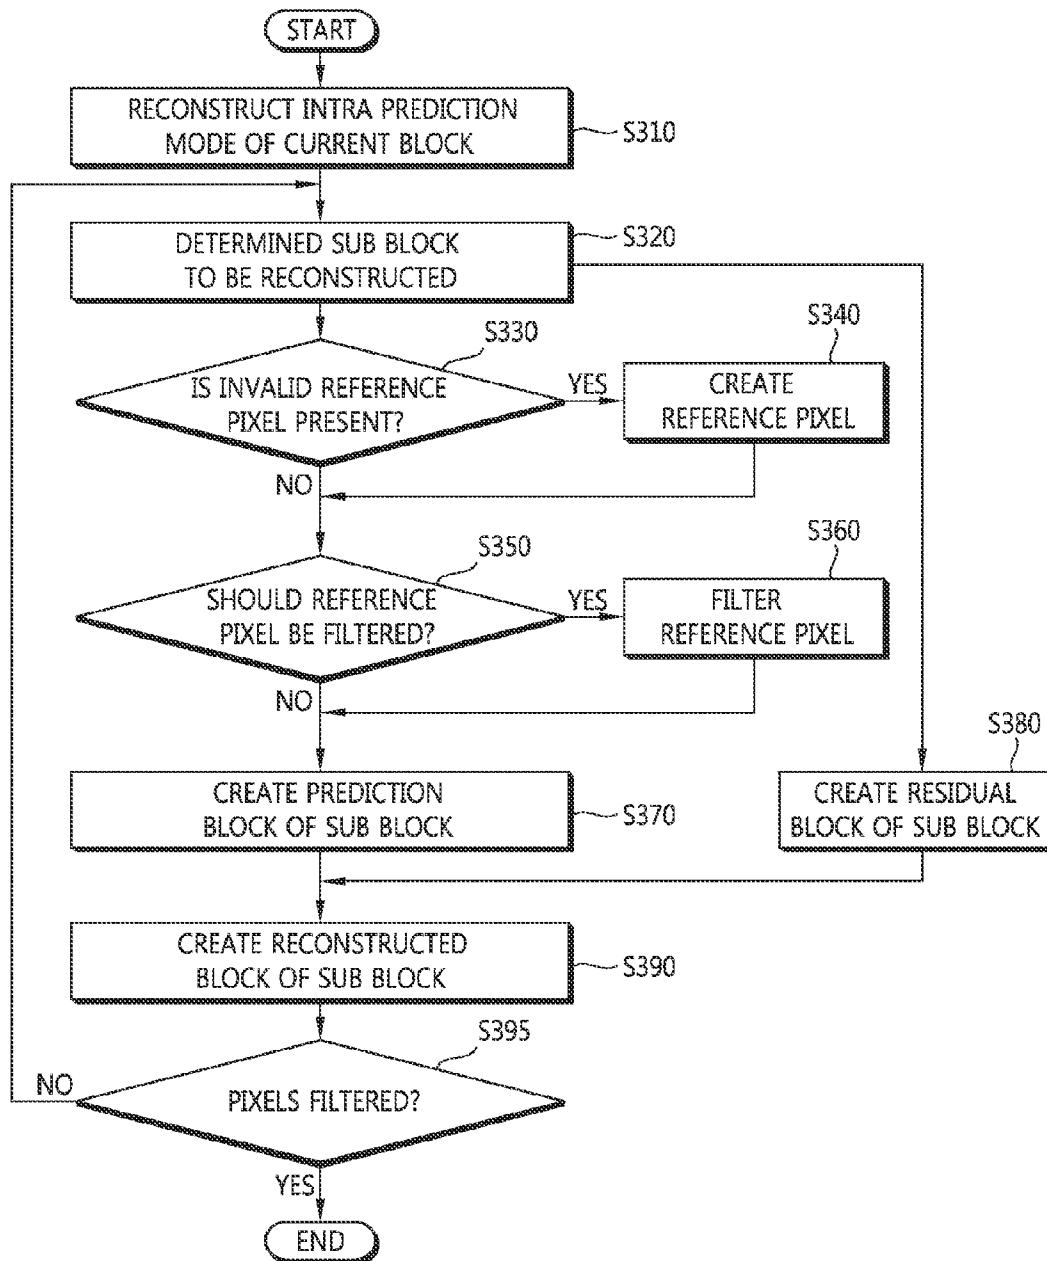 START
RECONSTRUCT INTRA PREDICTION
MODE OF CURRENT BLOCK
S310
DETERMINED SUB BLOCK
TO BE RECONSTRUCTED
S320
S330
IS INVALID REFERENCE
PIXEL PRESENT?
YES
S340
CREATE
REFERENCE PIXEL
NO
S350
SHOULD REFERENCE
PIXEL BE FILTERED?
YES
S360
FILTER
REFERENCE PIXEL
NO
CREATE PREDICTION
BLOCK OF SUB BLOCK
S370
S380
CREATE RESIDUAL
BLOCK OF SUB BLOCK
CREATE RECONSTRUCTED
BLOCK OF SUB BLOCK
S390
S395
PIXELS FILTERED?
NO
YES
END